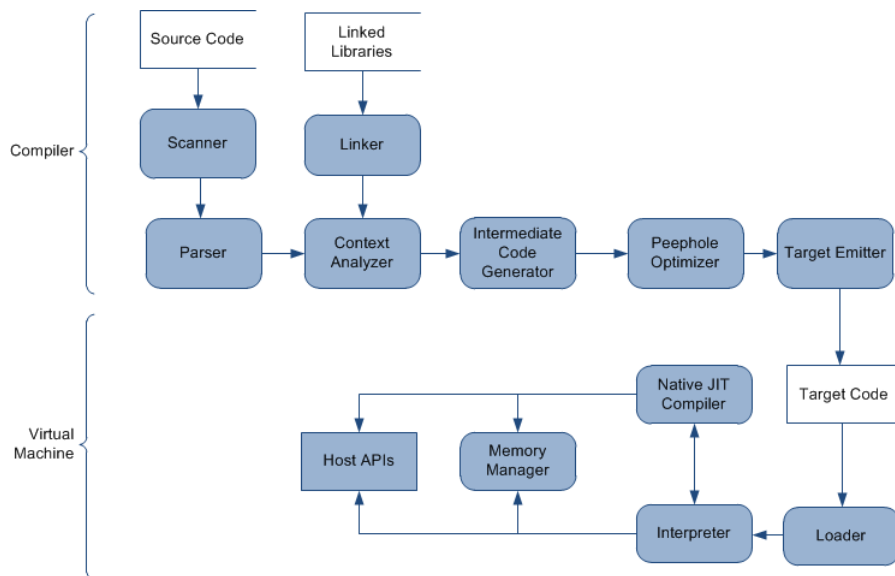 Source Code
Linked
Libraries
Compiler
Scanner
Linker
Parser
Context
Analyzer
Intermediate
Code
Generator
Peephole
Optimizer
Target Emitter
Virtual
Machine
Native JIT
Compiler
Target Code
Host APIs
Memory
Manager
Interpreter
Loader